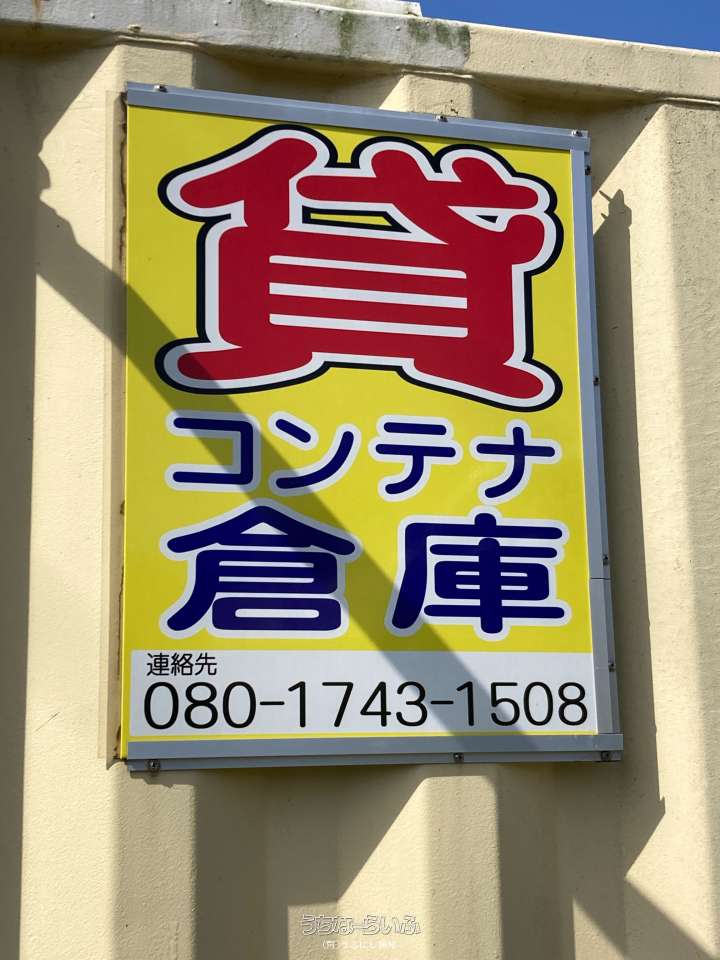 貸
コンテナ
倉庫
連絡先
080-1743-1508
うちなーらいふ